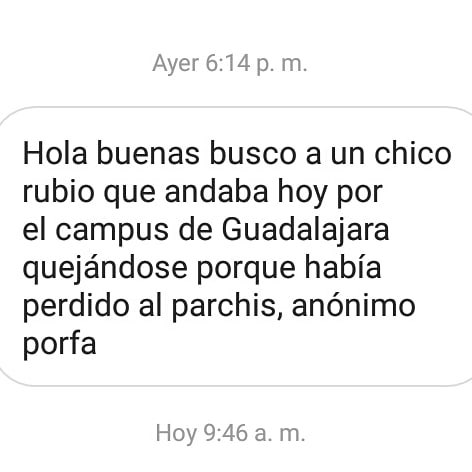 Ayer 6:14 p. m.
Hola buenas busco a un chico
rubio que andaba hoy por
el campus de Guadalajara
quejándose porque había
perdido al parchis, anónimo
porfa
Hoy 9:46 a. m.